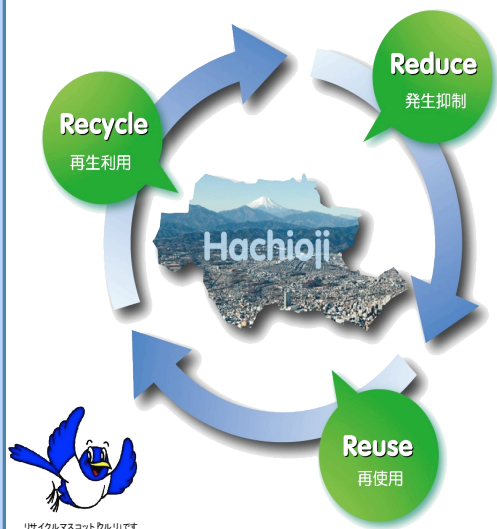 Reduce
発生抑制
Recycle
再生利用
Hachioji
Reuse
再使用
リサイクルマスコット クルリです